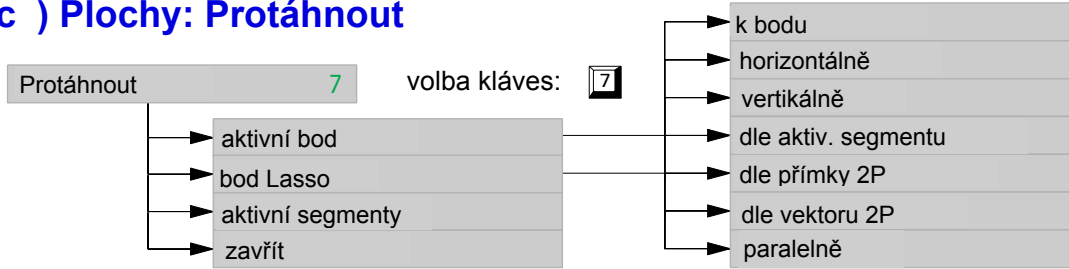 c ) Plochy: Protáhnout
Protáhnout 7
volba kláves: 7
aktivní bod
bod Lasso
aktivní segmenty
zavřít
k bodu
horizontálně
vertikálně
dle aktiv. segmentu
dle přímky 2P
dle vektoru 2P
paralelně